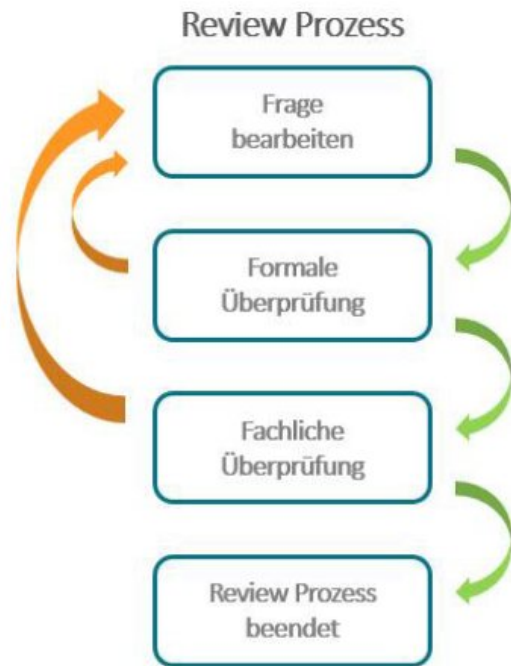 Review Prozess
Frage
bearbeiten
Formale
Überprüfung
Fachliche
Überprüfung
Review Prozess
beendet